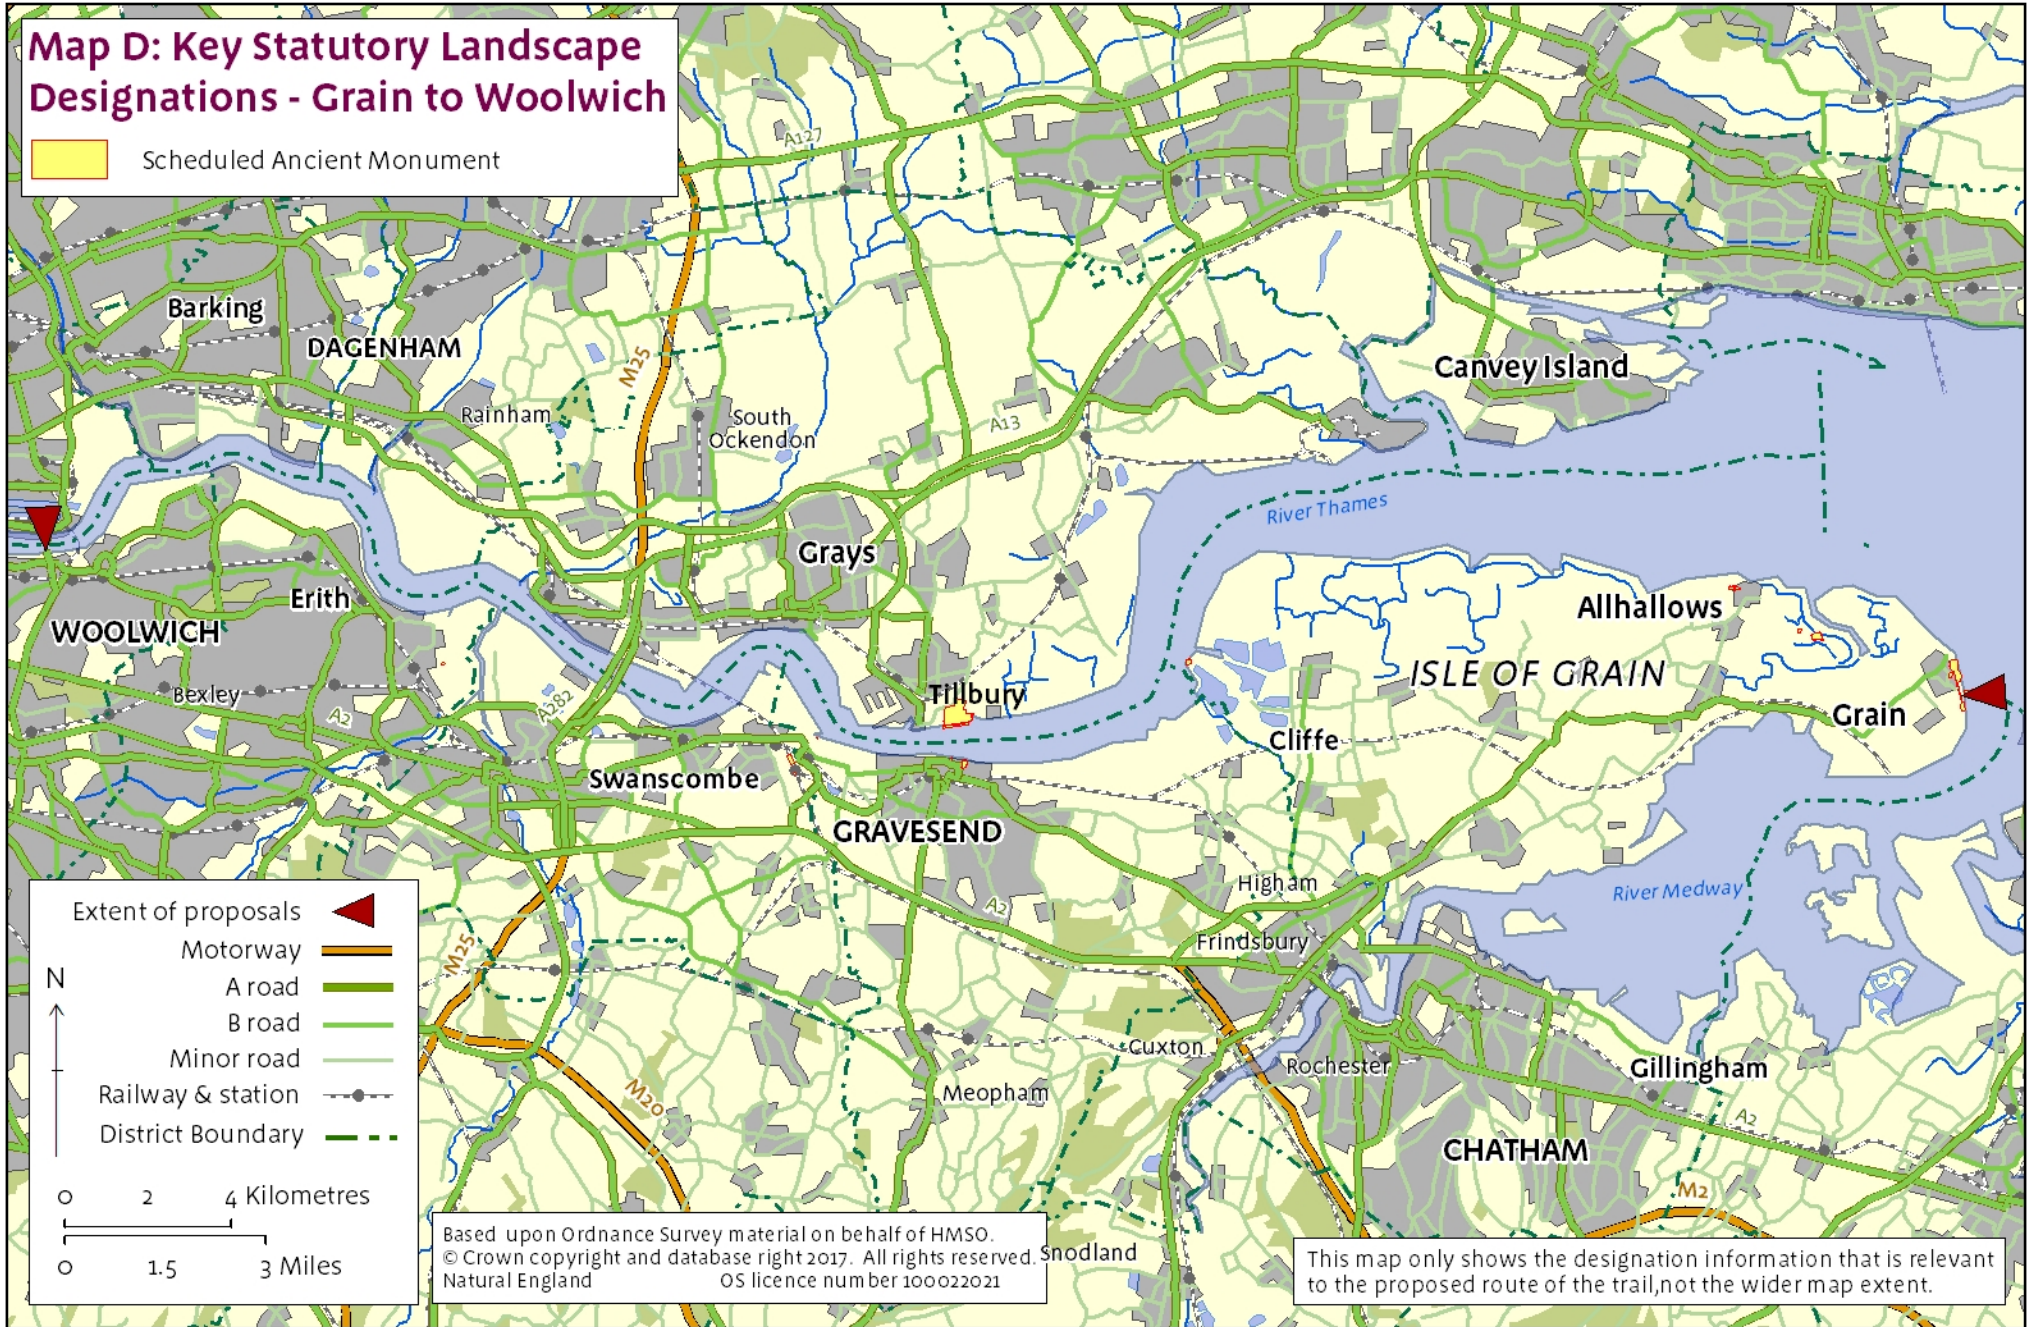 Map D: Key Statutory Landscape
Designations - Grain to Woolwich
Scheduled Ancient Monument
A127
Barking
DAGENHAM
M25
Rainham
South
Ockendon
A13
Canvey Island
River Thames
Grays
Erith
WOOLWICH
Allhallows
ISLE OF GRAIN
Bexley
A2
A282
Tillbury
Grain
Cliffe
Swanscombe
GRAVESEND
Higham
River Medway
A2
Frindsbury
M25
Cuxton
Rochester
Gillingham
Meopham
M20
A2
CHATHAM
M2
Snodland
Extent of proposals
Motorway
A road
B road
Minor road
Railway & station
District Boundary
N
0 2 4 Kilometres
0 1.5 3 Miles
Based upon Ordnance Survey material on behalf of HMSO.
© Crown copyright and database right 2017. All rights reserved.
Natural England OS licence number 100022021
This map only shows the designation information that is relevant
to the proposed route of the trail,not the wider map extent.